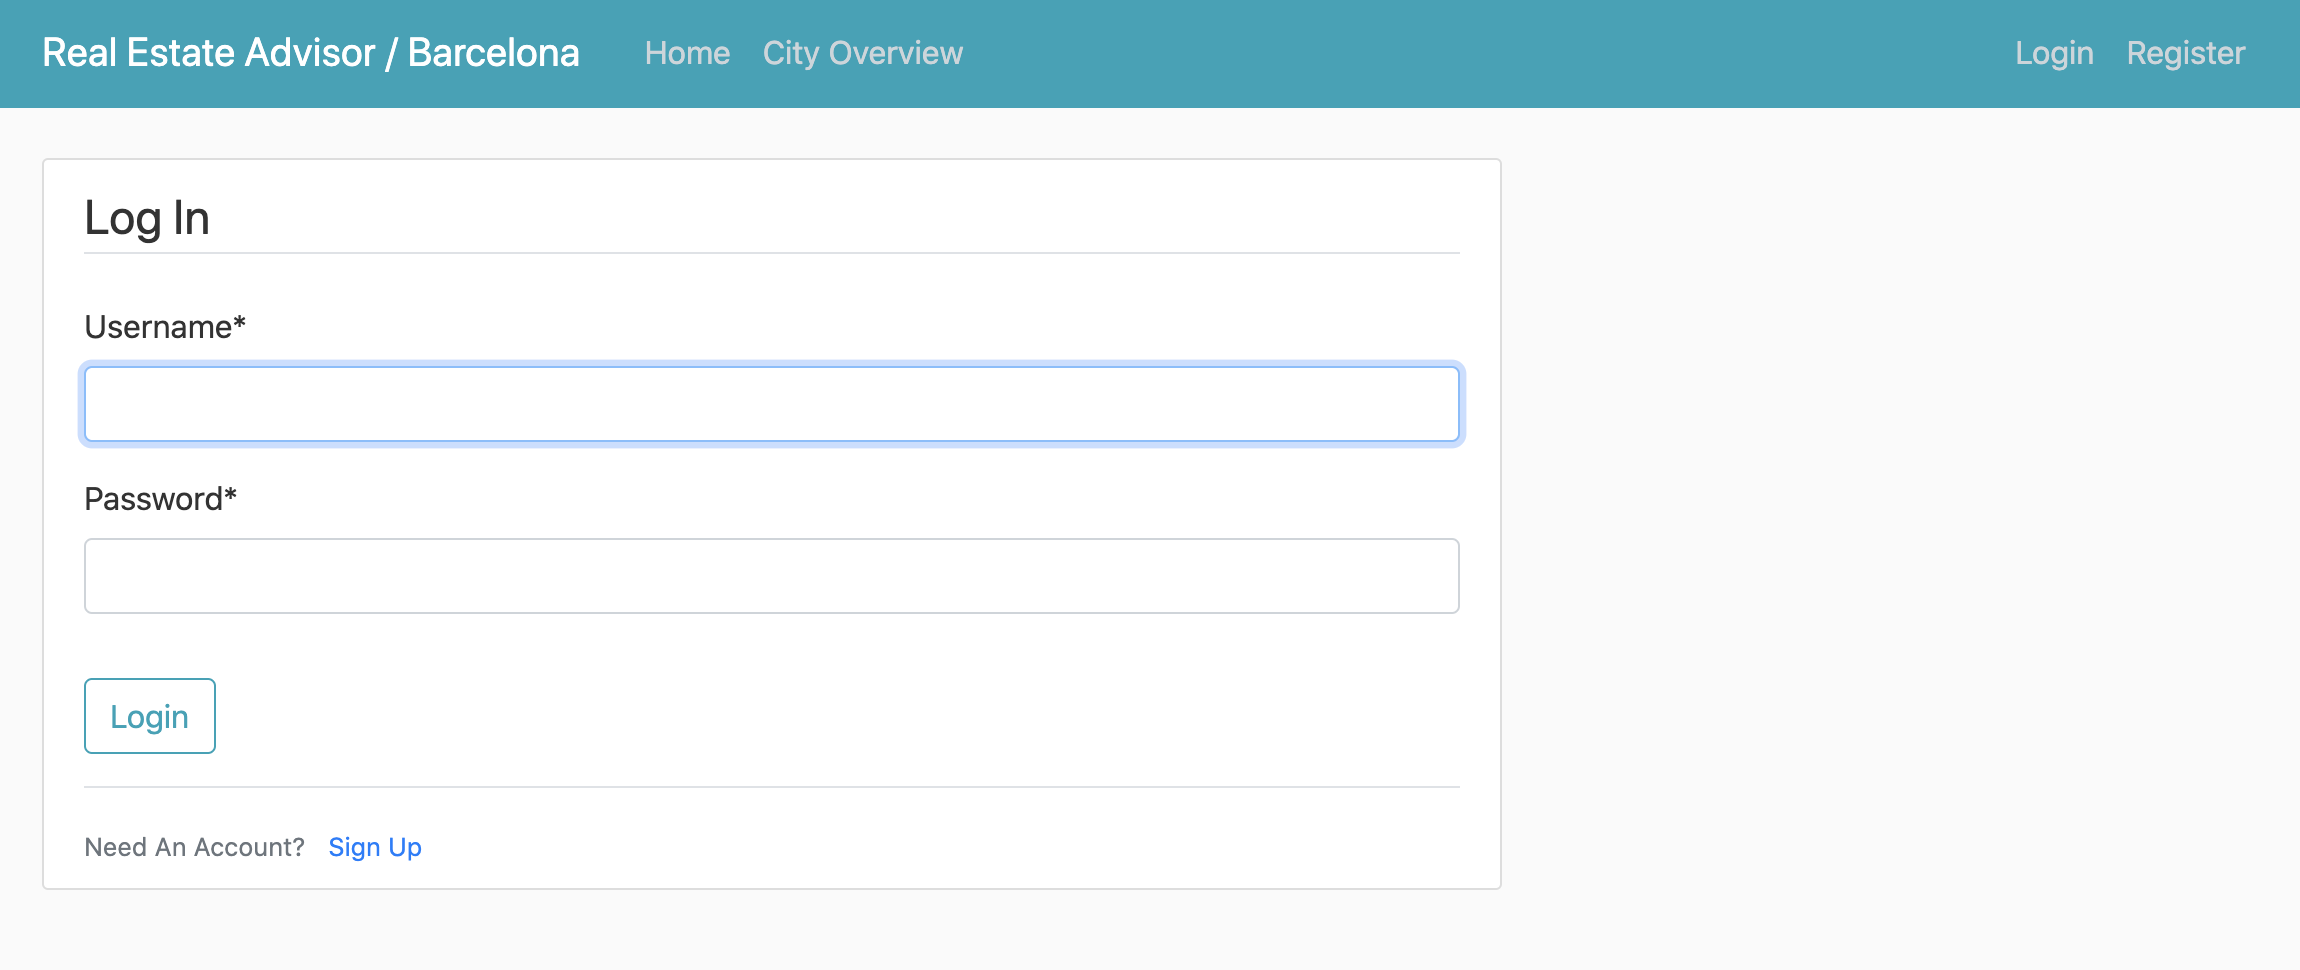 Real Estate Advisor / Barcelona Home City Overview Login Register
Log In
Username*
Password*
Login
Need An Account? Sign Up